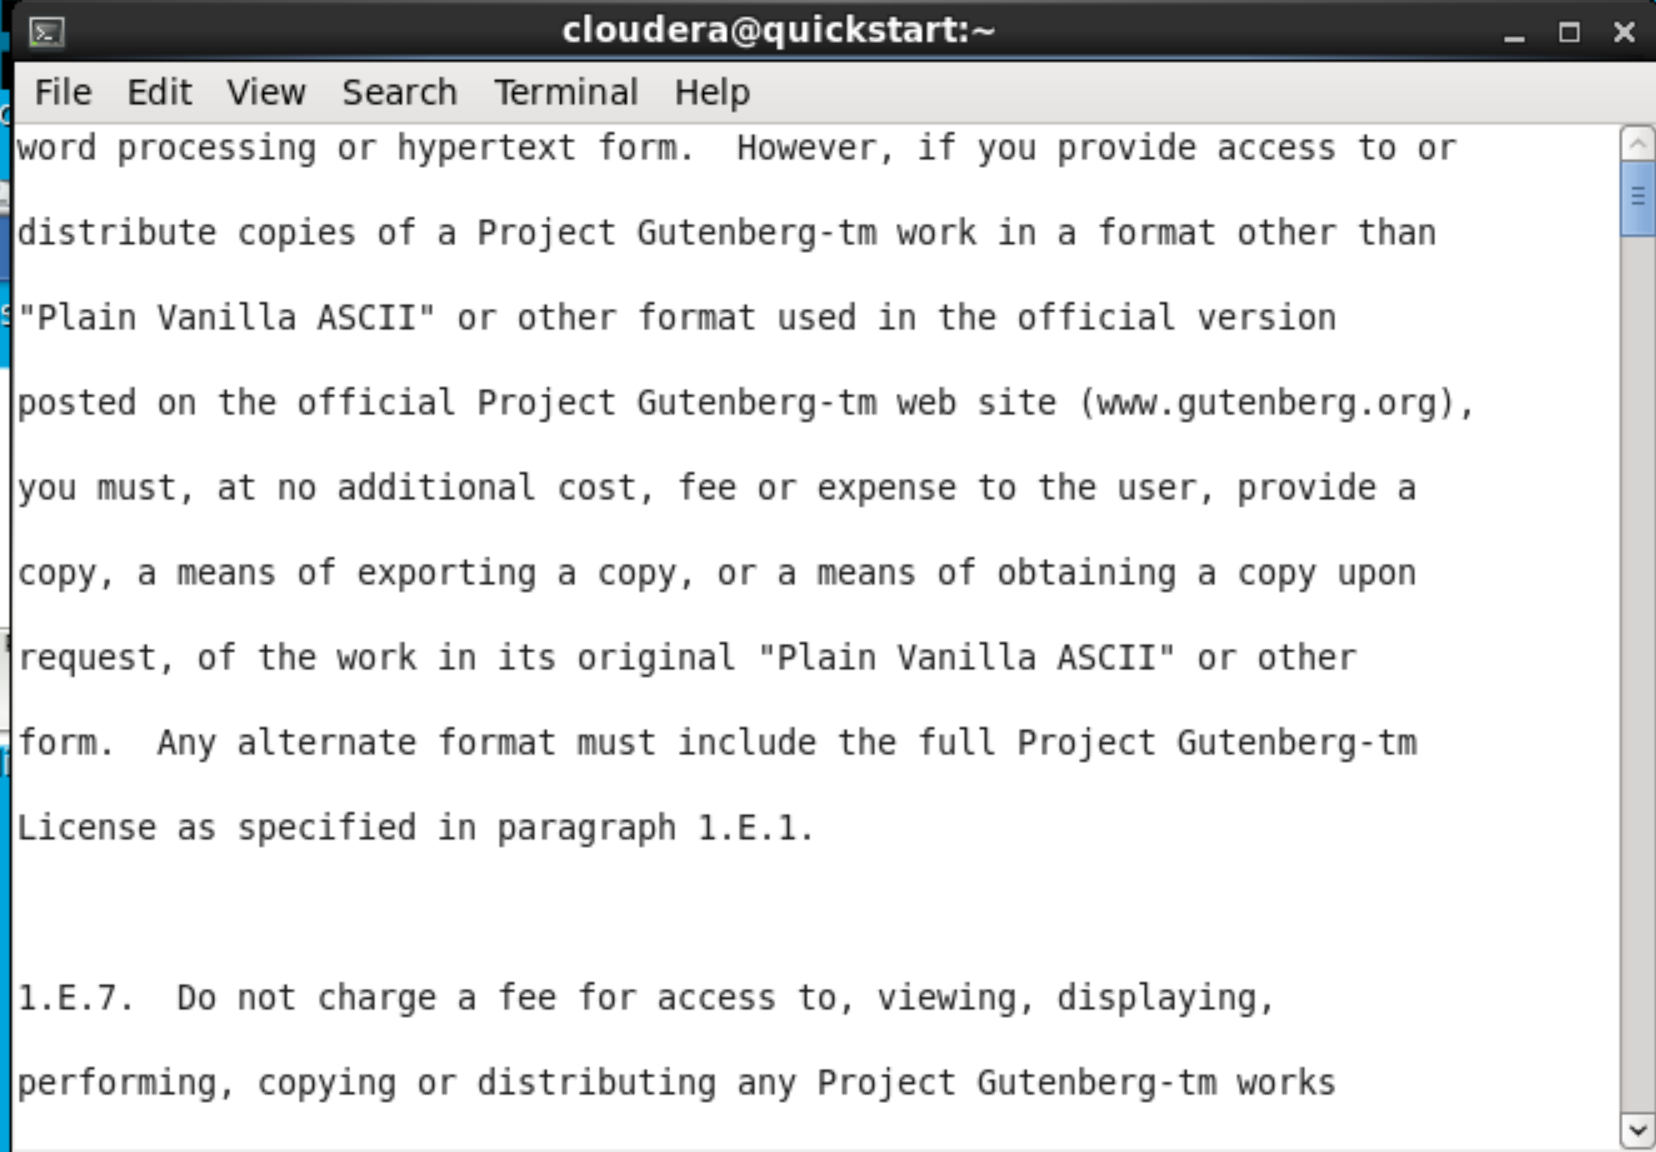 cloudera@quickstart:~
File Edit View Search Terminal Help
word processing or hypertext form.  However, if you provide access to or
distribute copies of a Project Gutenberg-tm work in a format other than
"Plain Vanilla ASCII" or other format used in the official version
posted on the official Project Gutenberg-tm web site (www.gutenberg.org),
you must, at no additional cost, fee or expense to the user, provide a
copy, a means of exporting a copy, or a means of obtaining a copy upon
request, of the work in its original "Plain Vanilla ASCII" or other
form.  Any alternate format must include the full Project Gutenberg-tm
License as specified in paragraph 1.E.1.
1.E.7.  Do not charge a fee for access to, viewing, displaying,
performing, copying or distributing any Project Gutenberg-tm works